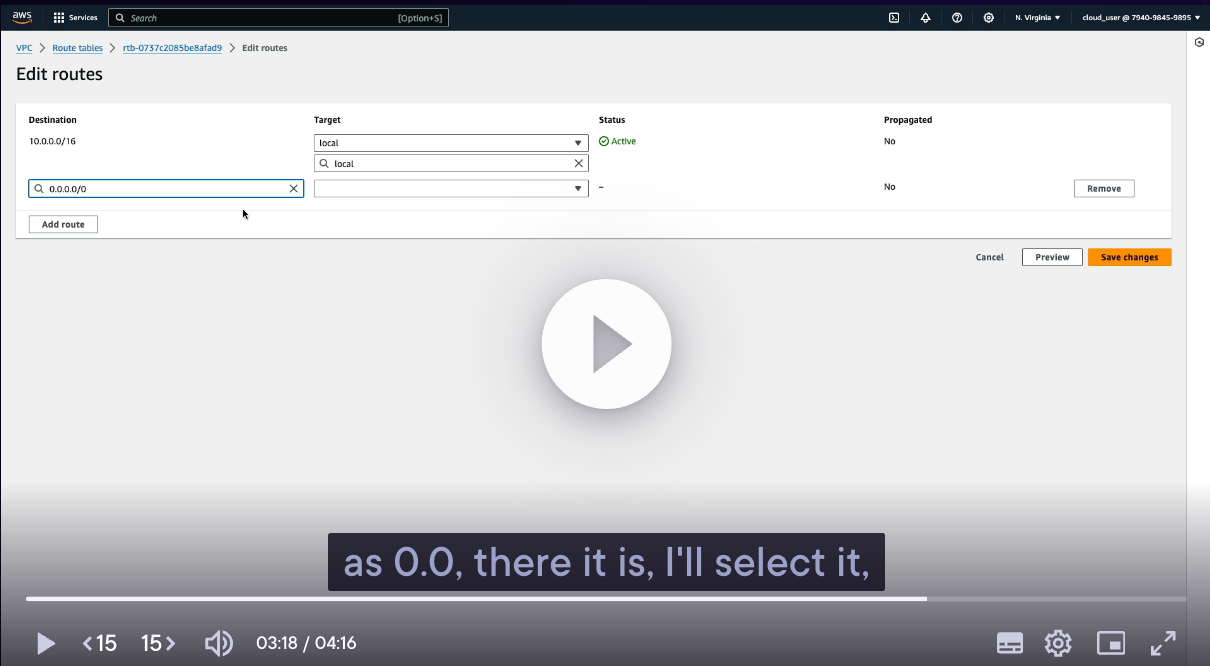 aws
Services
Search
[Option+S]
N. Virginia
cloud_user @ 7940-9845-9895
VPC
Route tables
rtb-0737c2085be8afad9
Edit routes
Edit routes
Destination
Target
Status
Propagated
10.0.0.0/16
local
Active
No
local
0.0.0.0/0
–
No
Remove
Add route
Cancel
Preview
Save changes
as 0.0, there it is, I'll select it,
<15
15>
03:18 / 04:16